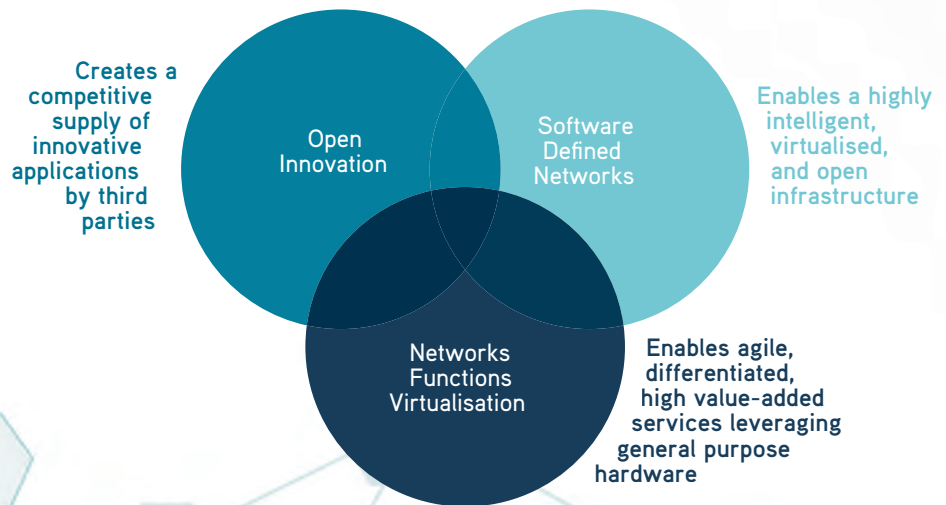 Creates a
competitive
supply of
innovative
applications
by third
parties
Open
Innovation
Software
Defined
Networks
Enables a highly
intelligent,
virtualised,
and open
infrastructure
Networks
Functions
Virtualisation
Enables agile,
differentiated,
high value-added
services leveraging
general purpose
hardware